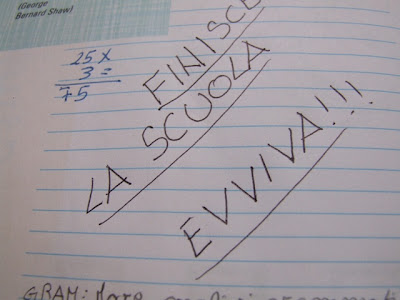 (George
Bernard Shaw)
25 x
3 =
75
FINISCE
LA SCUOLA
EVVIVA!!!
GRAM: